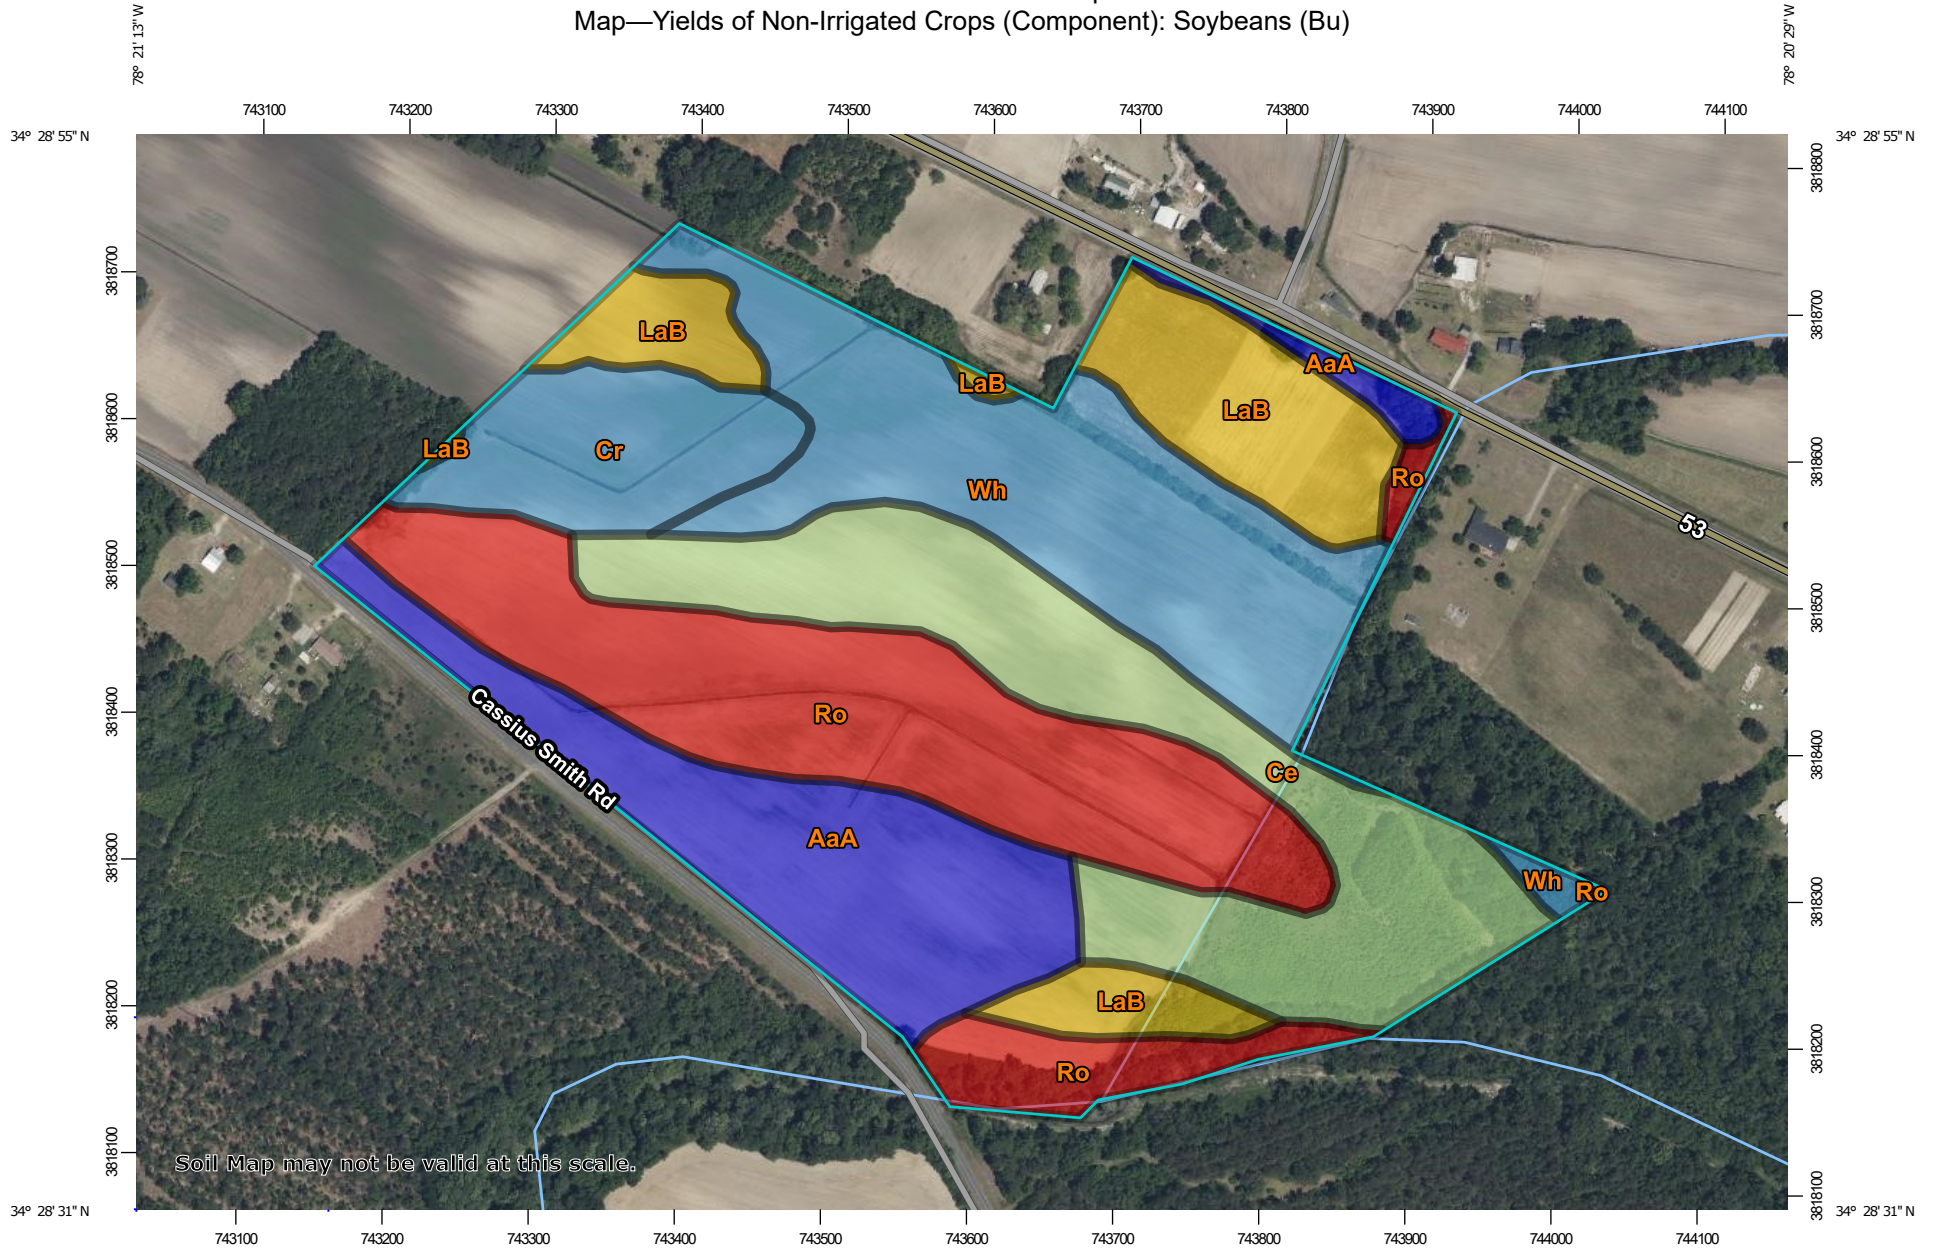 Map—Yields of Non-Irrigated Crops (Component): Soybeans (Bu)
78° 21' 13'' W
78° 20' 29'' W
743100 743200 743300 743400 743500 743600 743700 743800 743900 744000 744100
34° 28' 55'' N
34° 28' 55'' N
3818800
3818700
3818700
LaB
AaA
LaB
LaB
3818600
LaB
Cr
3818600
Ro
Wh
53
3818500
3818500
Cassius Smith Rd
3818400
Ro
3818400
Ce
AaA
3818300
Wh
Ro
3818300
3818200
LaB
3818200
Ro
3818100
Soil Map may not be valid at this scale.
3818100
34° 28' 31'' N
34° 28' 31'' N
743100 743200 743300 743400 743500 743600 743700 743800 743900 744000 744100